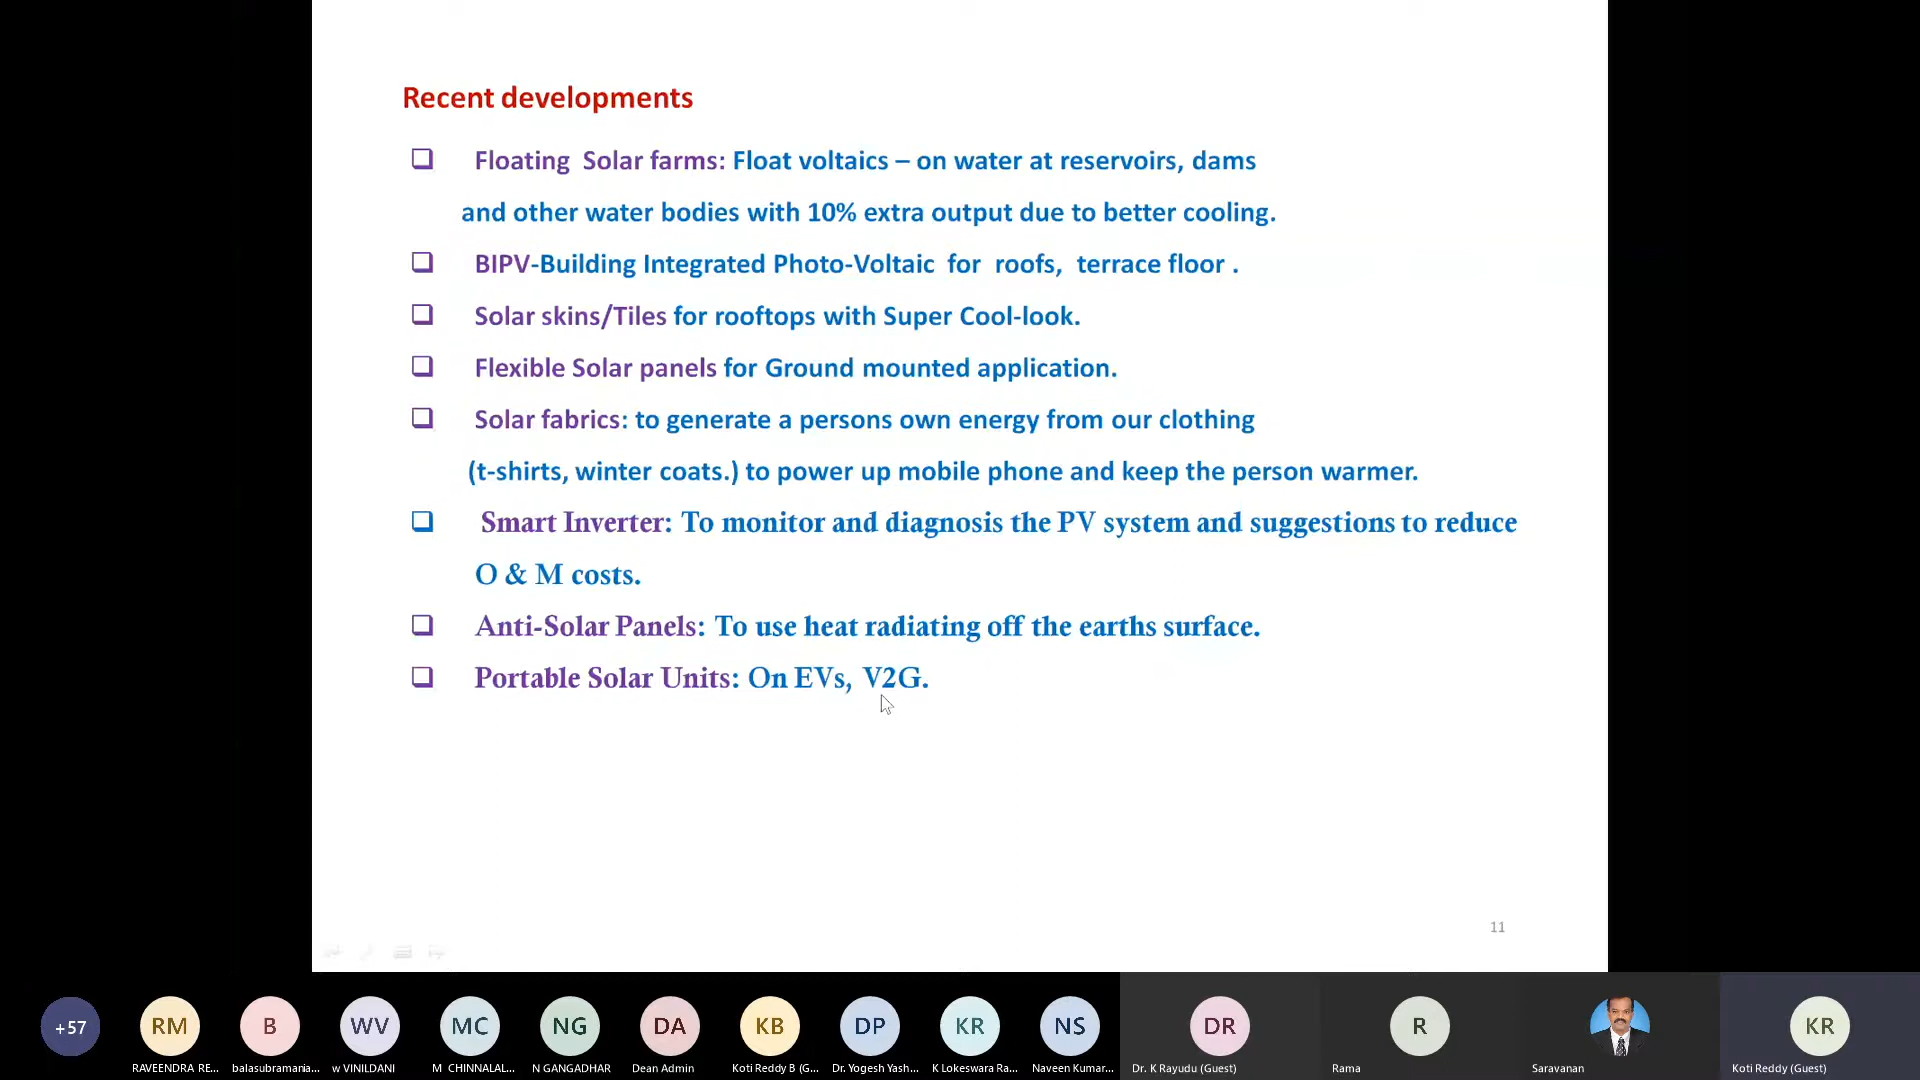 Recent developments
Floating Solar farms: Float voltaics – on water at reservoirs, dams
and other water bodies with 10% extra output due to better cooling.
BIPV-Building Integrated Photo-Voltaic for roofs, terrace floor .
Solar skins/Tiles for rooftops with Super Cool-look.
Flexible Solar panels for Ground mounted application.
Solar fabrics: to generate a persons own energy from our clothing
(t-shirts, winter coats.) to power up mobile phone and keep the person warmer.
Smart Inverter: To monitor and diagnosis the PV system and suggestions to reduce
O & M costs.
Anti-Solar Panels: To use heat radiating off the earths surface.
Portable Solar Units: On EVs, V2G.
11
+57 RM B WV MC NG DA KB DP KR NS DR R KR
RAVEENDRA RE... balasubramania... w VINILDANI M CHINNALAL... N GANGADHAR Dean Admin Koti Reddy B (G... Dr. Yogesh Yash... K Lokeswara Ra... Naveen Kumar... Dr. K Rayudu (Guest) Rama Saravanan Koti Reddy (Guest)